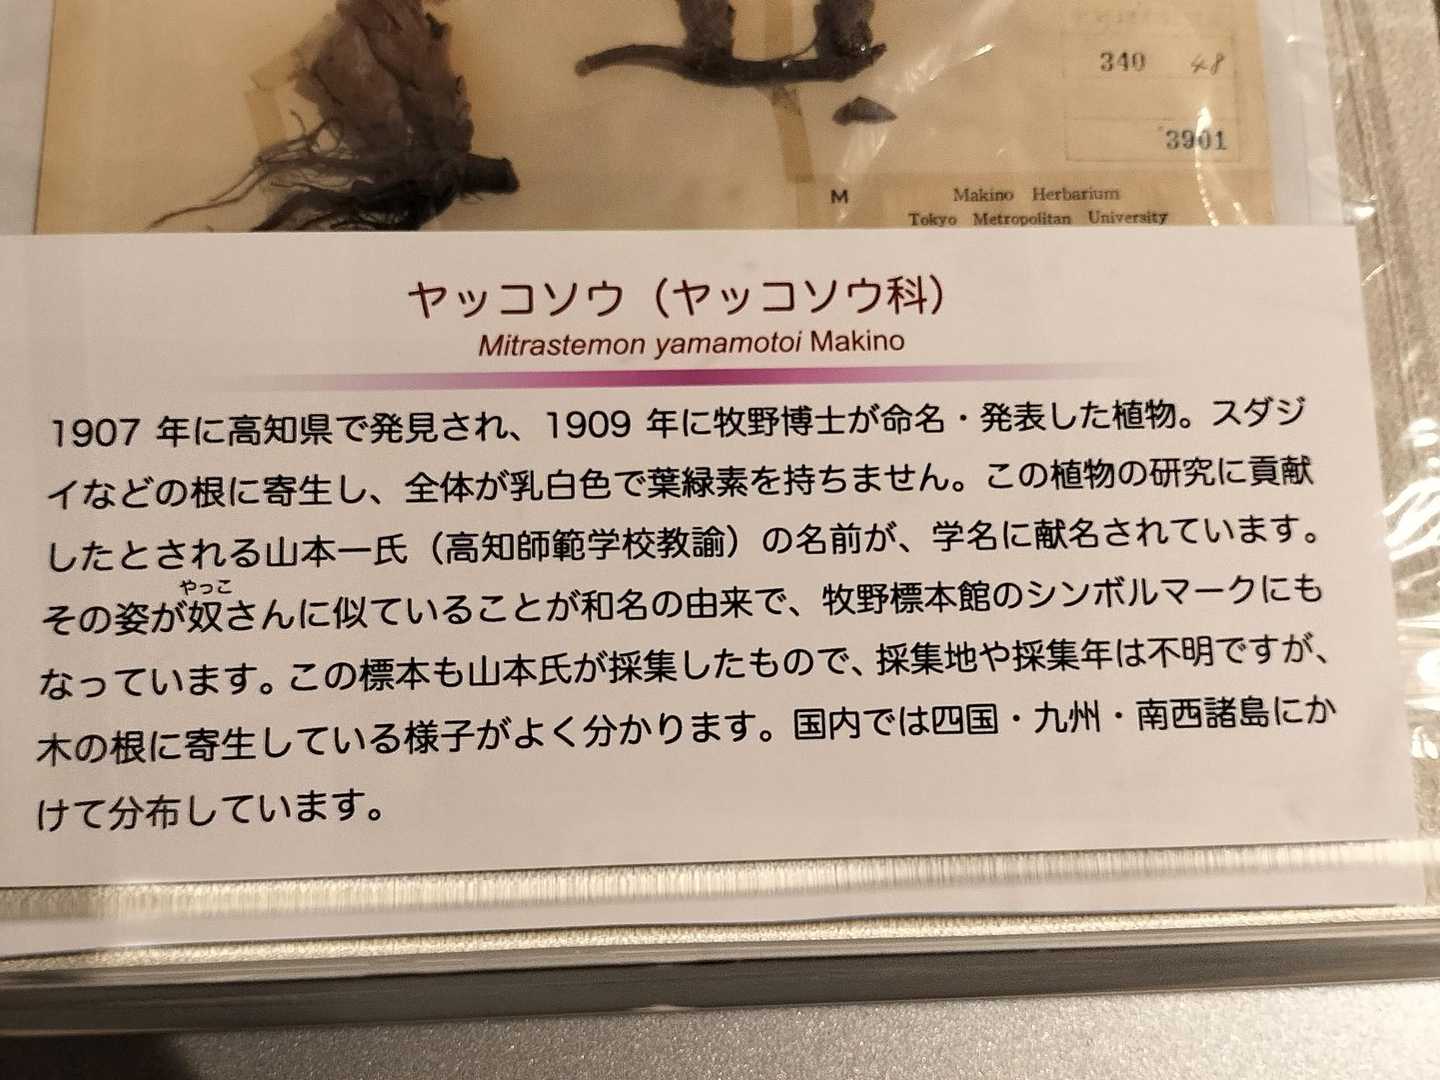 340 48
3901
M
Makino Herbarium
Tokyo Metropolitan University
ヤッコソウ（ヤッコソウ科）
Mitrastemon yamamotoi Makino
1907 年に高知県で発見され、1909 年に牧野博士が命名・発表した植物。スダジ
イなどの根に寄生し、全体が乳白色で葉緑素を持ちません。この植物の研究に貢献
したとされる山本一氏（高知師範学校教諭）の名前が、学名に献名されています。
やっこ
その姿が奴さんに似ていることが和名の由来で、牧野標本館のシンボルマークにも
なっています。この標本も山本氏が採集したもので、採集地や採集年は不明ですが、
木の根に寄生している様子がよく分かります。国内では四国・九州・南西諸島にか
けて分布しています。